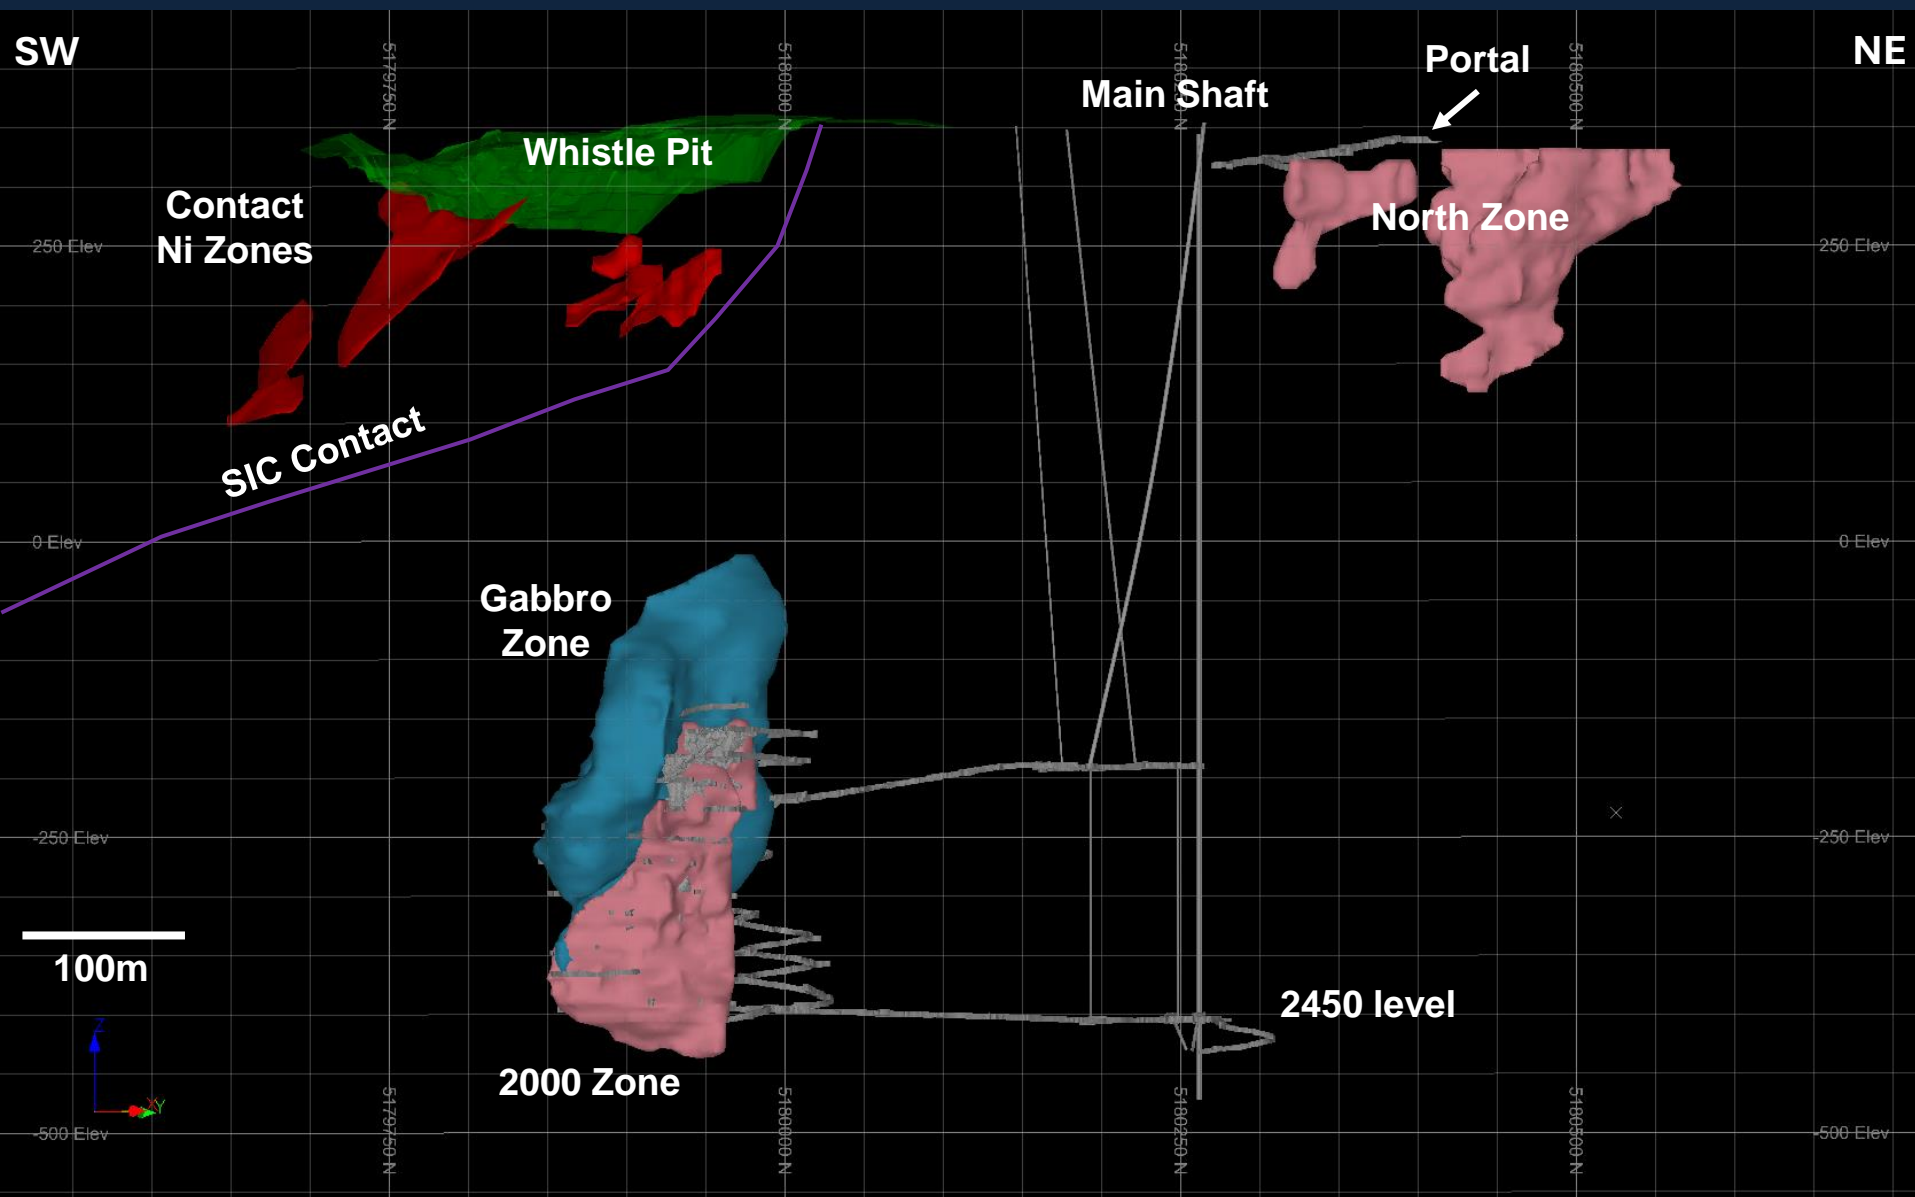 SW
NE
5179750 N
5180000 N
5180250 N
5180500 N
Portal
Main Shaft
Whistle Pit
Contact
Ni Zones
North Zone
250 Elev
250 Elev
SIC Contact
0 Elev
0 Elev
Gabbro
Zone
-250 Elev
-250 Elev
100m
2450 level
Z
2000 Zone
X
Y
5179750 N
5180000 N
5180250 N
5180500 N
-500 Elev
-500 Elev